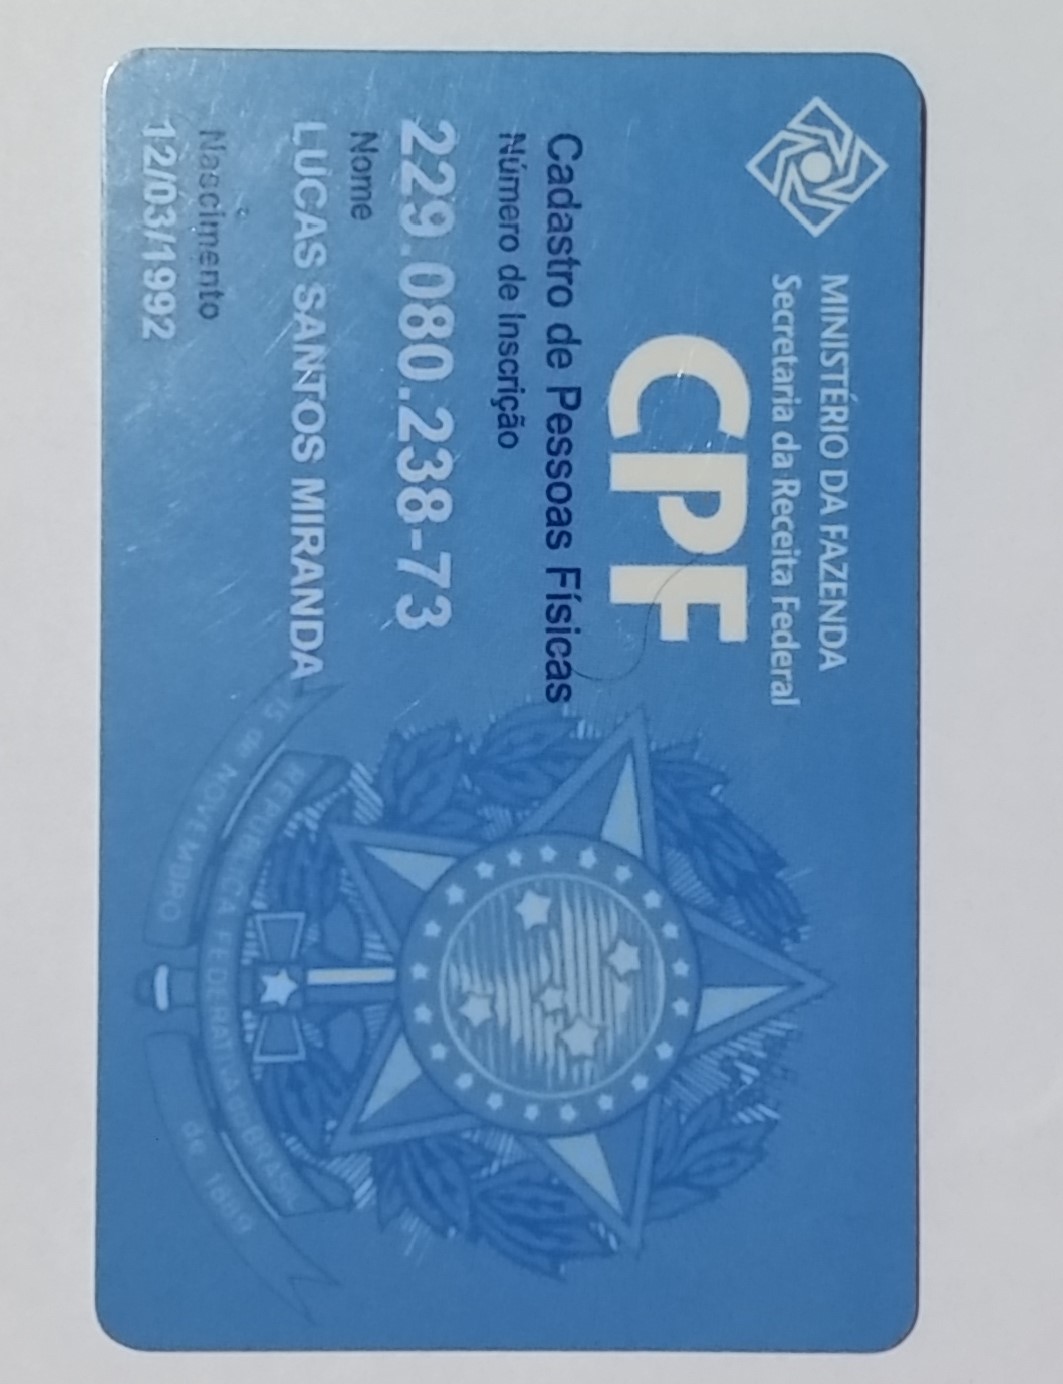 MINISTÉRIO DA FAZENDA
Secretaria da Receita Federal
CPF
Cadastro de Pessoas Físicas
Número de Inscrição
229.080.238-73
Nome
LUCAS SANTOS MIRANDA
Nascimento
12/03/1992
REPUBLICA FEDERATIVA do BRASIL
15 de NOVEMBRO
de 1889